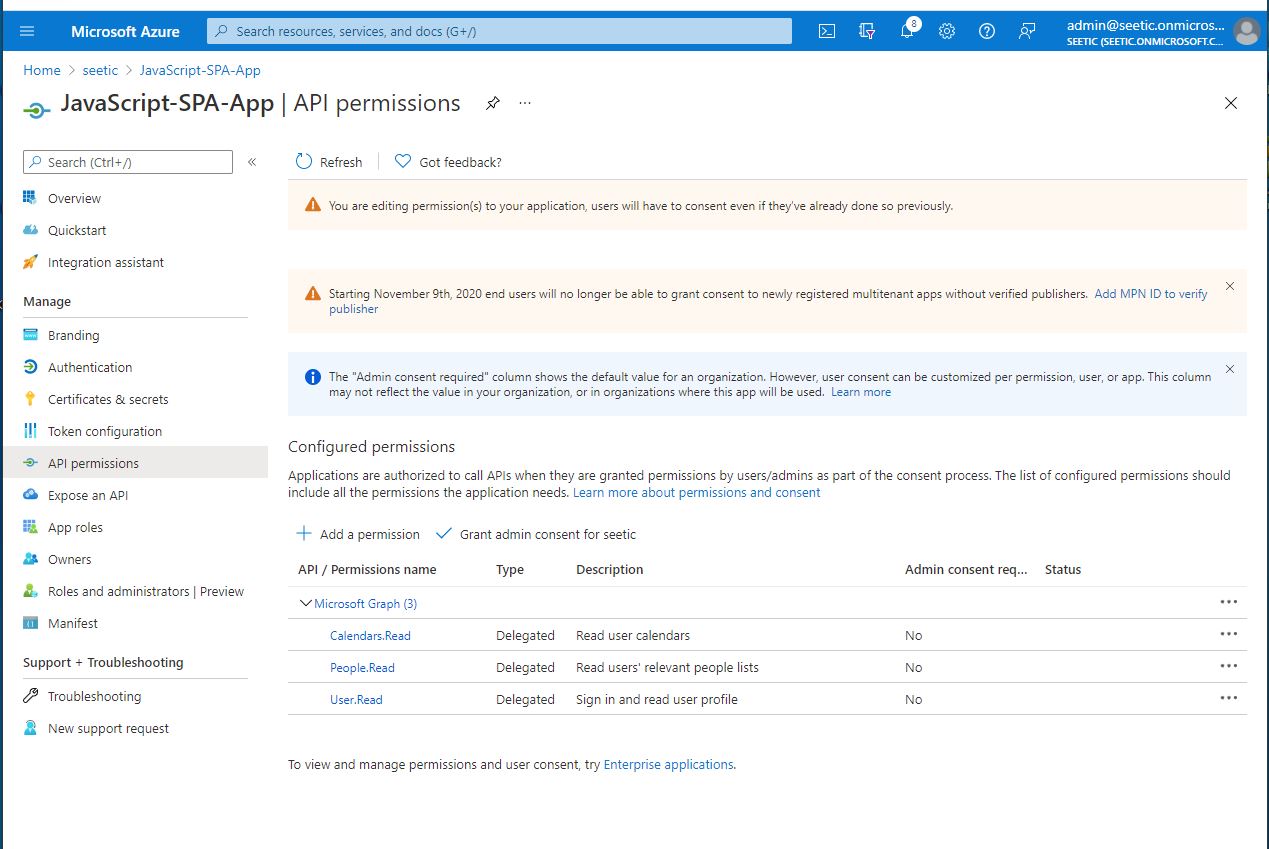 Microsoft Azure
Search resources, services, and docs (G+/)
8
admin@seetic.onmicros...
SEETIC (SEETIC.ONMICROSOFT.C...
Home > seetic > JavaScript-SPA-App
JavaScript-SPA-App | API permissions
Search (Ctrl+/)
Refresh
Got feedback?
Overview
Quickstart
Integration assistant
Manage
Branding
Authentication
Certificates & secrets
Token configuration
API permissions
Expose an API
App roles
Owners
Roles and administrators | Preview
Manifest
Support + Troubleshooting
Troubleshooting
New support request
You are editing permission(s) to your application, users will have to consent even if they've already done so previously.
Starting November 9th, 2020 end users will no longer be able to grant consent to newly registered multitenant apps without verified publishers. Add MPN ID to verify
publisher
The "Admin consent required" column shows the default value for an organization. However, user consent can be customized per permission, user, or app. This column
may not reflect the value in your organization, or in organizations where this app will be used. Learn more
Configured permissions
Applications are authorized to call APIs when they are granted permissions by users/admins as part of the consent process. The list of configured permissions should
include all the permissions the application needs. Learn more about permissions and consent
Add a permission
Grant admin consent for seetic
API / Permissions name Type Description Admin consent req... Status
Microsoft Graph (3)
Calendars.Read Delegated Read user calendars No
People.Read Delegated Read users' relevant people lists No
User.Read Delegated Sign in and read user profile No
To view and manage permissions and user consent, try Enterprise applications.